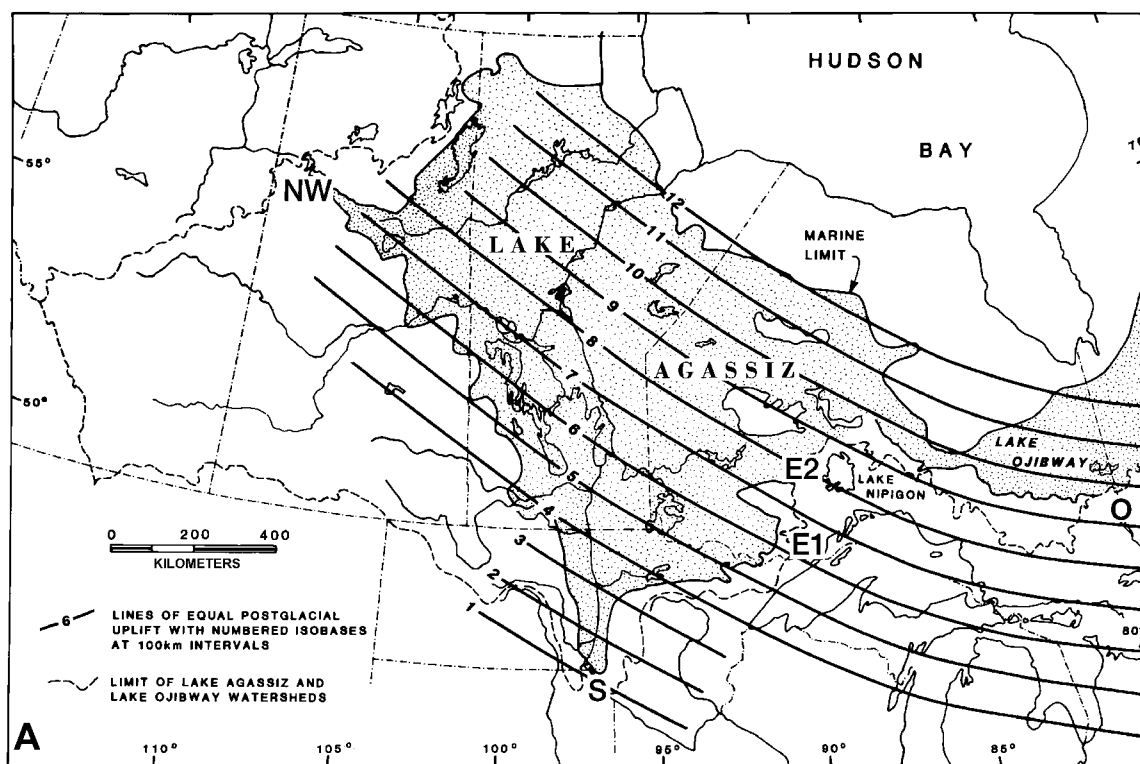 HUDSON
BAY
55°
7°
NW
12
LAKE
11
MARINE
LIMIT
10
9
8
AGASSIZ
7
50°
6
LAKE
OJIBWAY
E2
LAKE
NIPIGON
5
O
4
E1
3
0 200 400
KILOMETERS
2
1
6 LINES OF EQUAL POSTGLACIAL
UPLIFT WITH NUMBERED ISOBASES
AT 100km INTERVALS
80°
LIMIT OF LAKE AGASSIZ AND
LAKE OJIBWAY WATERSHEDS
S
A
110° 105° 100° 95° 90° 85°